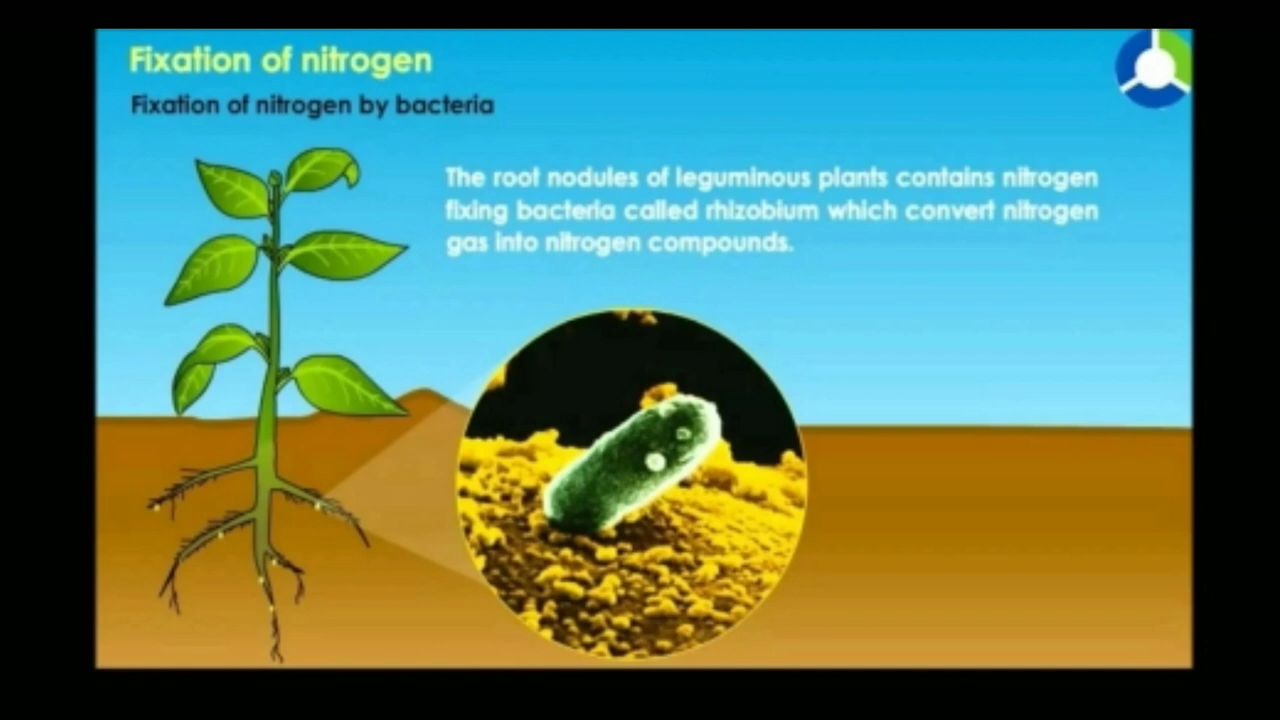 Fixation of nitrogen
Fixation of nitrogen by bacteria
The root nodules of leguminous plants contains nitrogen
fixing bacteria called rhizobium which convert nitrogen
gas into nitrogen compounds.